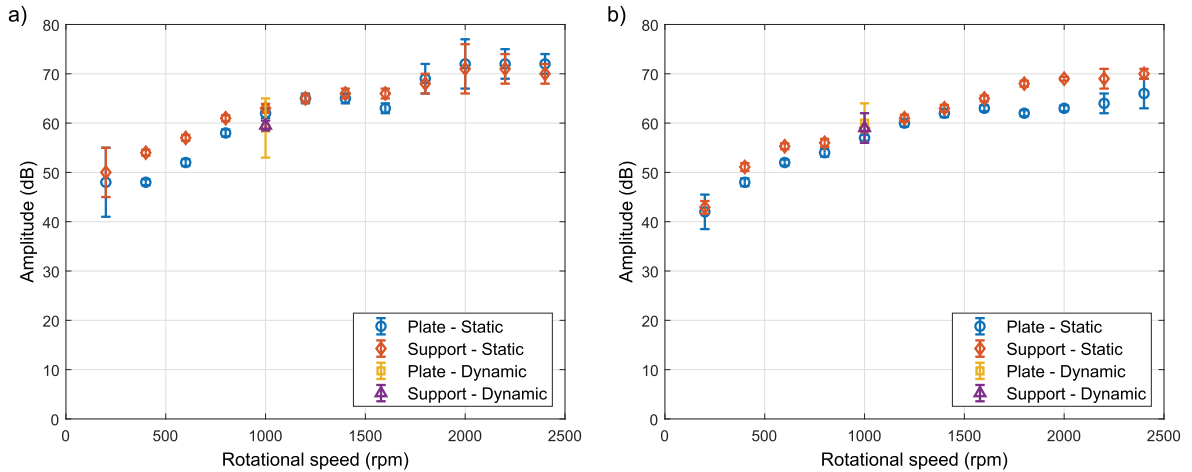 a)
80
70
60
50
40
30
20
10
0
Amplitude (dB)
Plate - Static
Support - Static
Plate - Dynamic
Support - Dynamic
0 500 1000 1500 2000 2500
Rotational speed (rpm)
b)
80
70
60
50
40
30
20
10
0
Amplitude (dB)
Plate - Static
Support - Static
Plate - Dynamic
Support - Dynamic
0 500 1000 1500 2000 2500
Rotational speed (rpm)